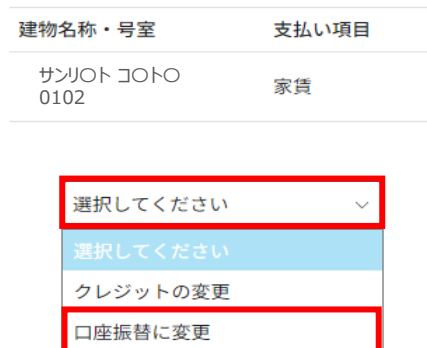 建物名称・号室 支払い項目
サンリ〇ト コ〇ト〇
0102
家賃
選択してください
選択してください
クレジットの変更
口座振替に変更